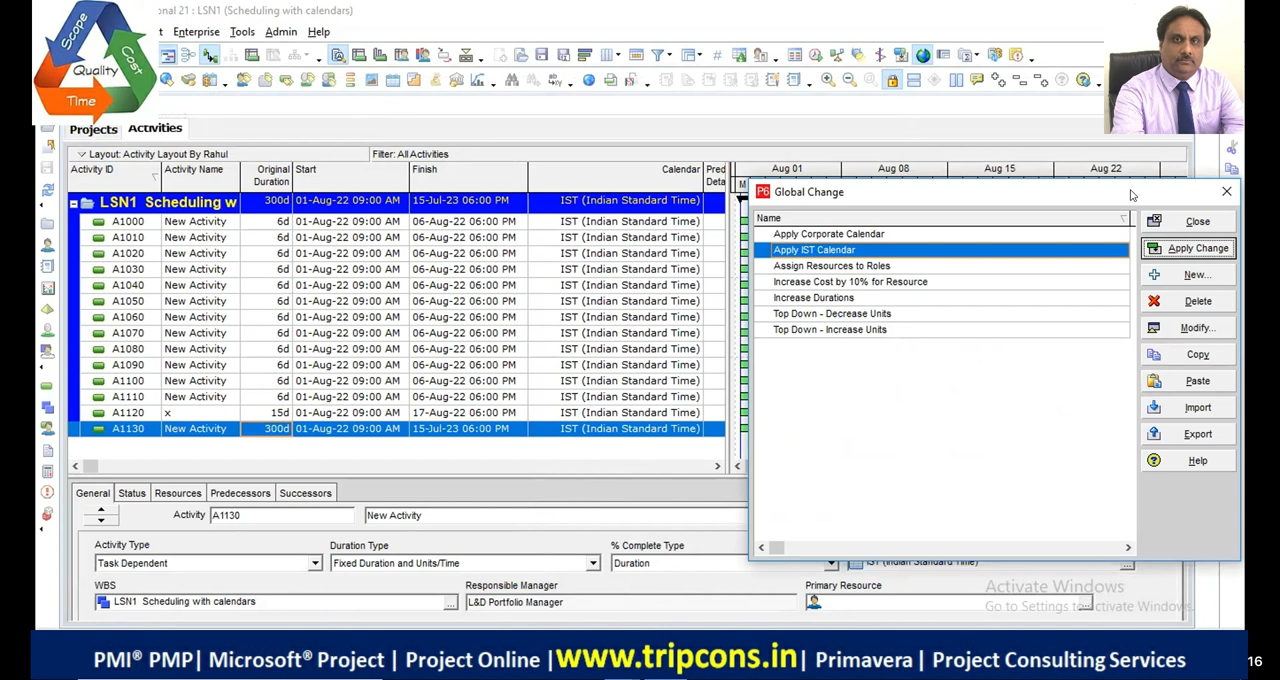 onal 21 : LSN1 (Scheduling with calendars)
Enterprise Tools Admin Help
Scope
Cost
Quality
Time
Projects Activities
Layout: Activity Layout By Rahul Filter: All Activities
Activity ID Activity Name Original Duration Start Finish Calendar Pred Deta Aug 01 Aug 08 Aug 15 Aug 22
M
LSN1 Scheduling w 300d 01-Aug-22 09:00 AM 15-Jul-23 06:00 PM IST (Indian Standard Time)
A1000 New Activity 6d 01-Aug-22 09:00 AM 06-Aug-22 06:00 PM IST (Indian Standard Time)
A1010 New Activity 6d 01-Aug-22 09:00 AM 06-Aug-22 06:00 PM IST (Indian Standard Time)
A1020 New Activity 6d 01-Aug-22 09:00 AM 06-Aug-22 06:00 PM IST (Indian Standard Time)
A1030 New Activity 6d 01-Aug-22 09:00 AM 06-Aug-22 06:00 PM IST (Indian Standard Time)
A1040 New Activity 6d 01-Aug-22 09:00 AM 06-Aug-22 06:00 PM IST (Indian Standard Time)
A1050 New Activity 6d 01-Aug-22 09:00 AM 06-Aug-22 06:00 PM IST (Indian Standard Time)
A1060 New Activity 6d 01-Aug-22 09:00 AM 06-Aug-22 06:00 PM IST (Indian Standard Time)
A1070 New Activity 6d 01-Aug-22 09:00 AM 06-Aug-22 06:00 PM IST (Indian Standard Time)
A1080 New Activity 6d 01-Aug-22 09:00 AM 06-Aug-22 06:00 PM IST (Indian Standard Time)
A1090 New Activity 6d 01-Aug-22 09:00 AM 06-Aug-22 06:00 PM IST (Indian Standard Time)
A1100 New Activity 6d 01-Aug-22 09:00 AM 06-Aug-22 06:00 PM IST (Indian Standard Time)
A1110 New Activity 6d 01-Aug-22 09:00 AM 06-Aug-22 06:00 PM IST (Indian Standard Time)
A1120 x 15d 01-Aug-22 09:00 AM 17-Aug-22 06:00 PM IST (Indian Standard Time)
A1130 New Activity 300d 01-Aug-22 09:00 AM 15-Jul-23 06:00 PM IST (Indian Standard Time)
P6 Global Change
Name
Apply Corporate Calendar
Apply IST Calendar
Assign Resources to Roles
Increase Cost by 10% for Resource
Increase Durations
Top Down - Decrease Units
Top Down - Increase Units
Close
Apply Change
New...
Delete
Modify...
Copy
Paste
Import
Export
Help
General Status Resources Predecessors Successors
Activity A1130 New Activity
Activity Type Duration Type % Complete Type
Task Dependent Fixed Duration and Units/Time Duration IST (Indian Standard Time)
WBS Responsible Manager Primary Resource
LSN1 Scheduling with calendars L&D Portfolio Manager
Activate Windows
Go to Settings to activate Windows.
PMI® PMP| Microsoft® Project | Project Online |www.tripcons.in| Primavera | Project Consulting Services
16